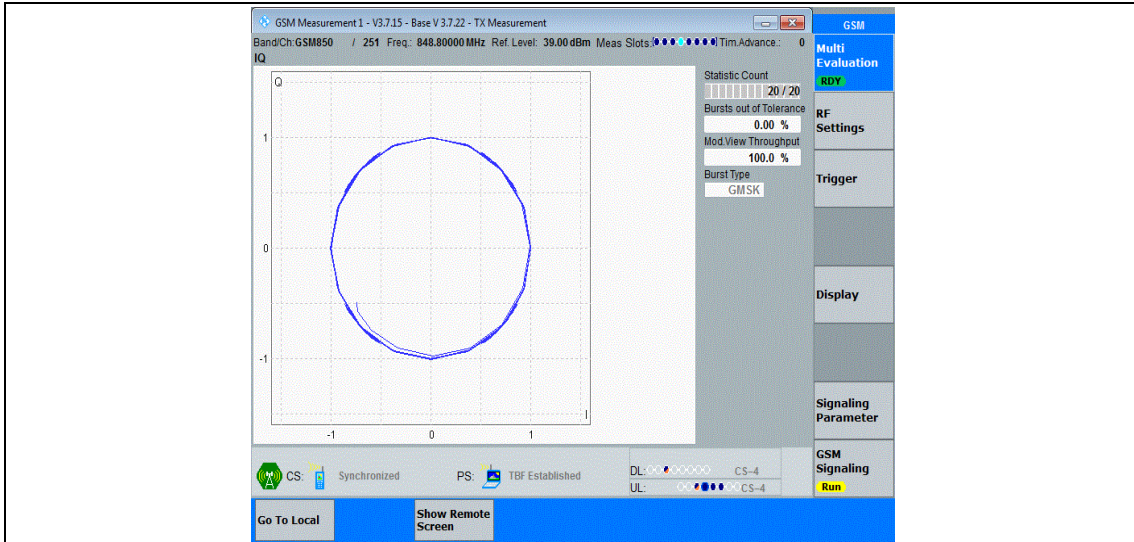 GSM Measurement 1 - V3.7.15 - Base V 3.7.22 - TX Measurement
GSM
Band/Ch: GSM850 / 251 Freq.: 848.80000 MHz Ref. Level: 39.00 dBm Meas Slots: Tim.Advance.: 0
IQ
Multi
Evaluation
RDY
Q
Statistic Count
20 / 20
Bursts out of Tolerance
0.00 %
Mod.View Throughput
100.0 %
Burst Type
GMSK
1
0
-1
I
-1 0 1
RF
Settings
Trigger
Display
Signaling
Parameter
GSM
Signaling
Run
CS: Synchronized PS: TBF Established
DL: CS-4
UL: CS-4
Go To Local
Show Remote
Screen